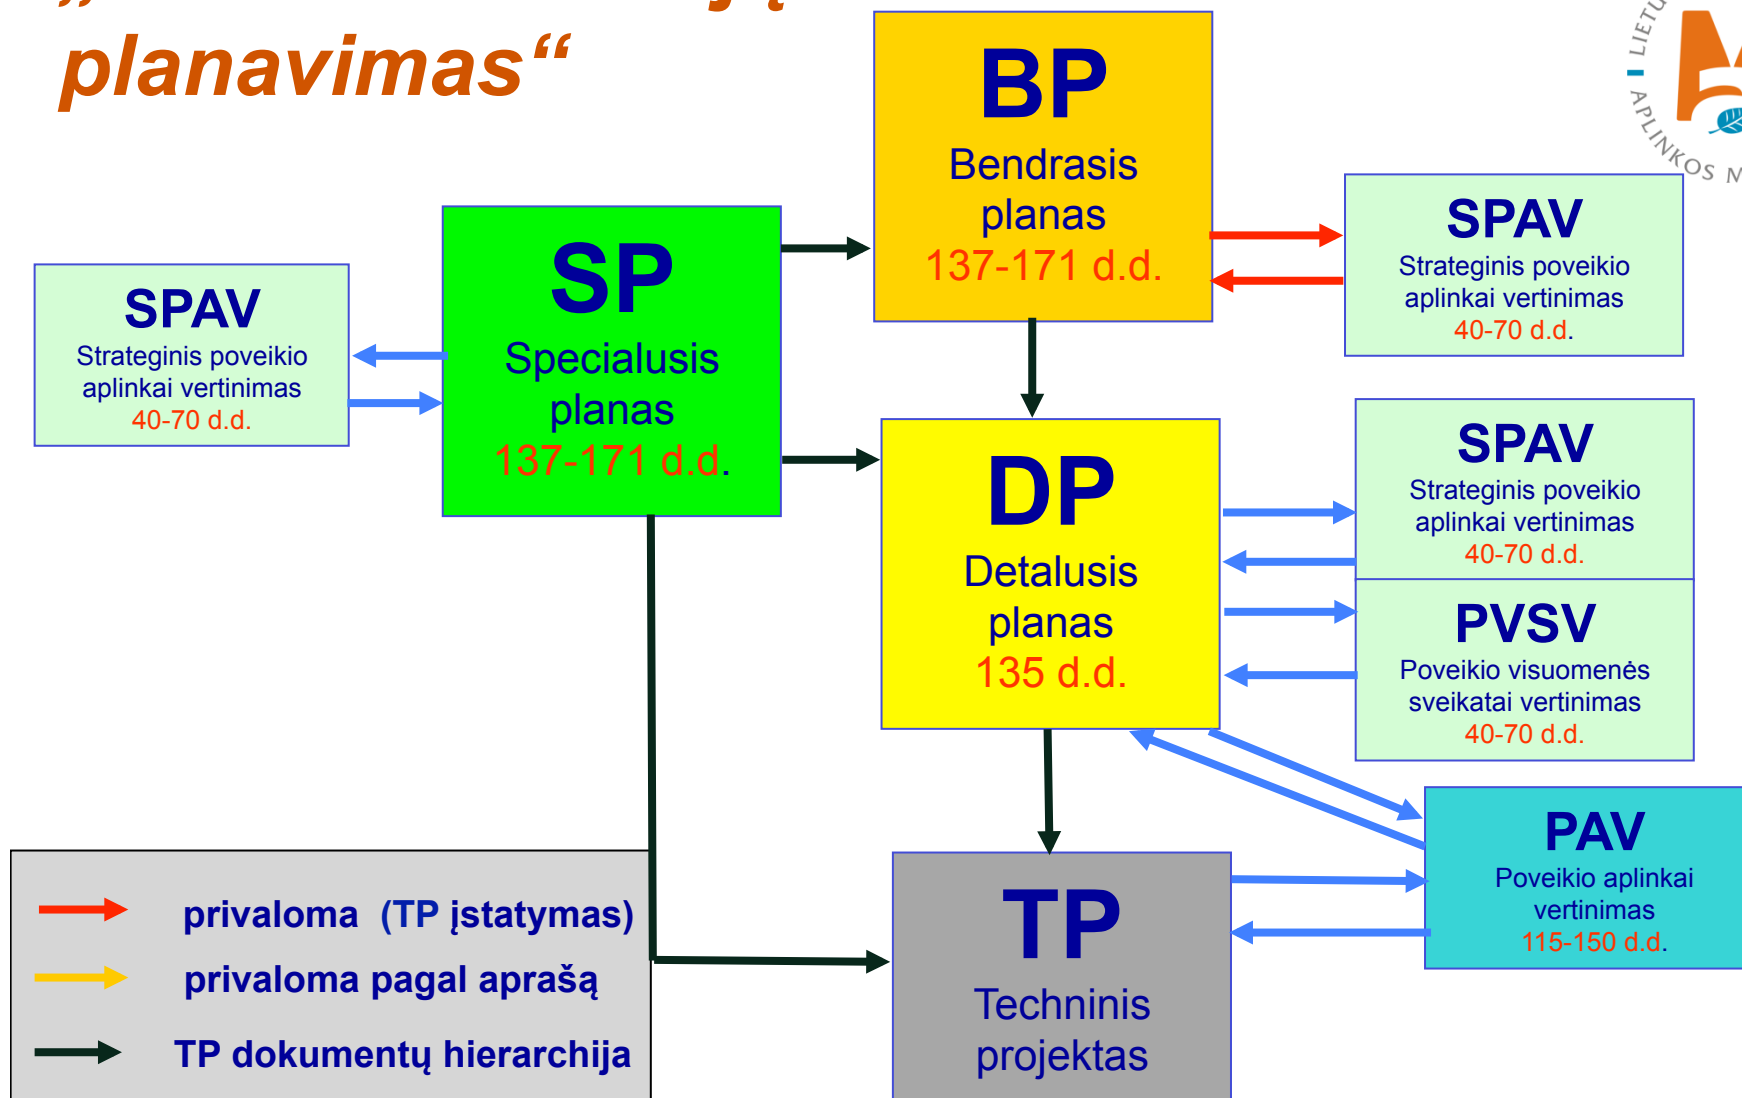 planavimas“
BP
Bendrasis
planas
137-171 d.d.
SPAV
Strateginis poveikio
aplinkai vertinimas
40-70 d.d.
SP
Specialusis
planas
137-171 d.d.
SPAV
Strateginis poveikio
aplinkai vertinimas
40-70 d.d.
DP
Detalusis
planas
135 d.d.
SPAV
Strateginis poveikio
aplinkai vertinimas
40-70 d.d.
PVSV
Poveikio visuomenės
sveikatai vertinimas
40-70 d.d.
PAV
Poveikio aplinkai
vertinimas
115-150 d.d.
TP
Techninis
projektas
privaloma (TP įstatymas)
privaloma pagal aprašą
TP dokumentų hierarchija
APLINKOS